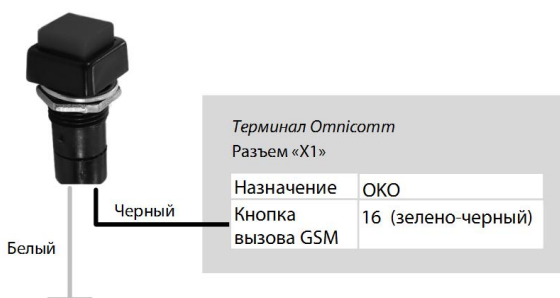 Терминал Omnicomm
Разъем «X1»
Назначение ОКО
Кнопка 16 (зелено-черный)
вызова GSM
Черный
Белый